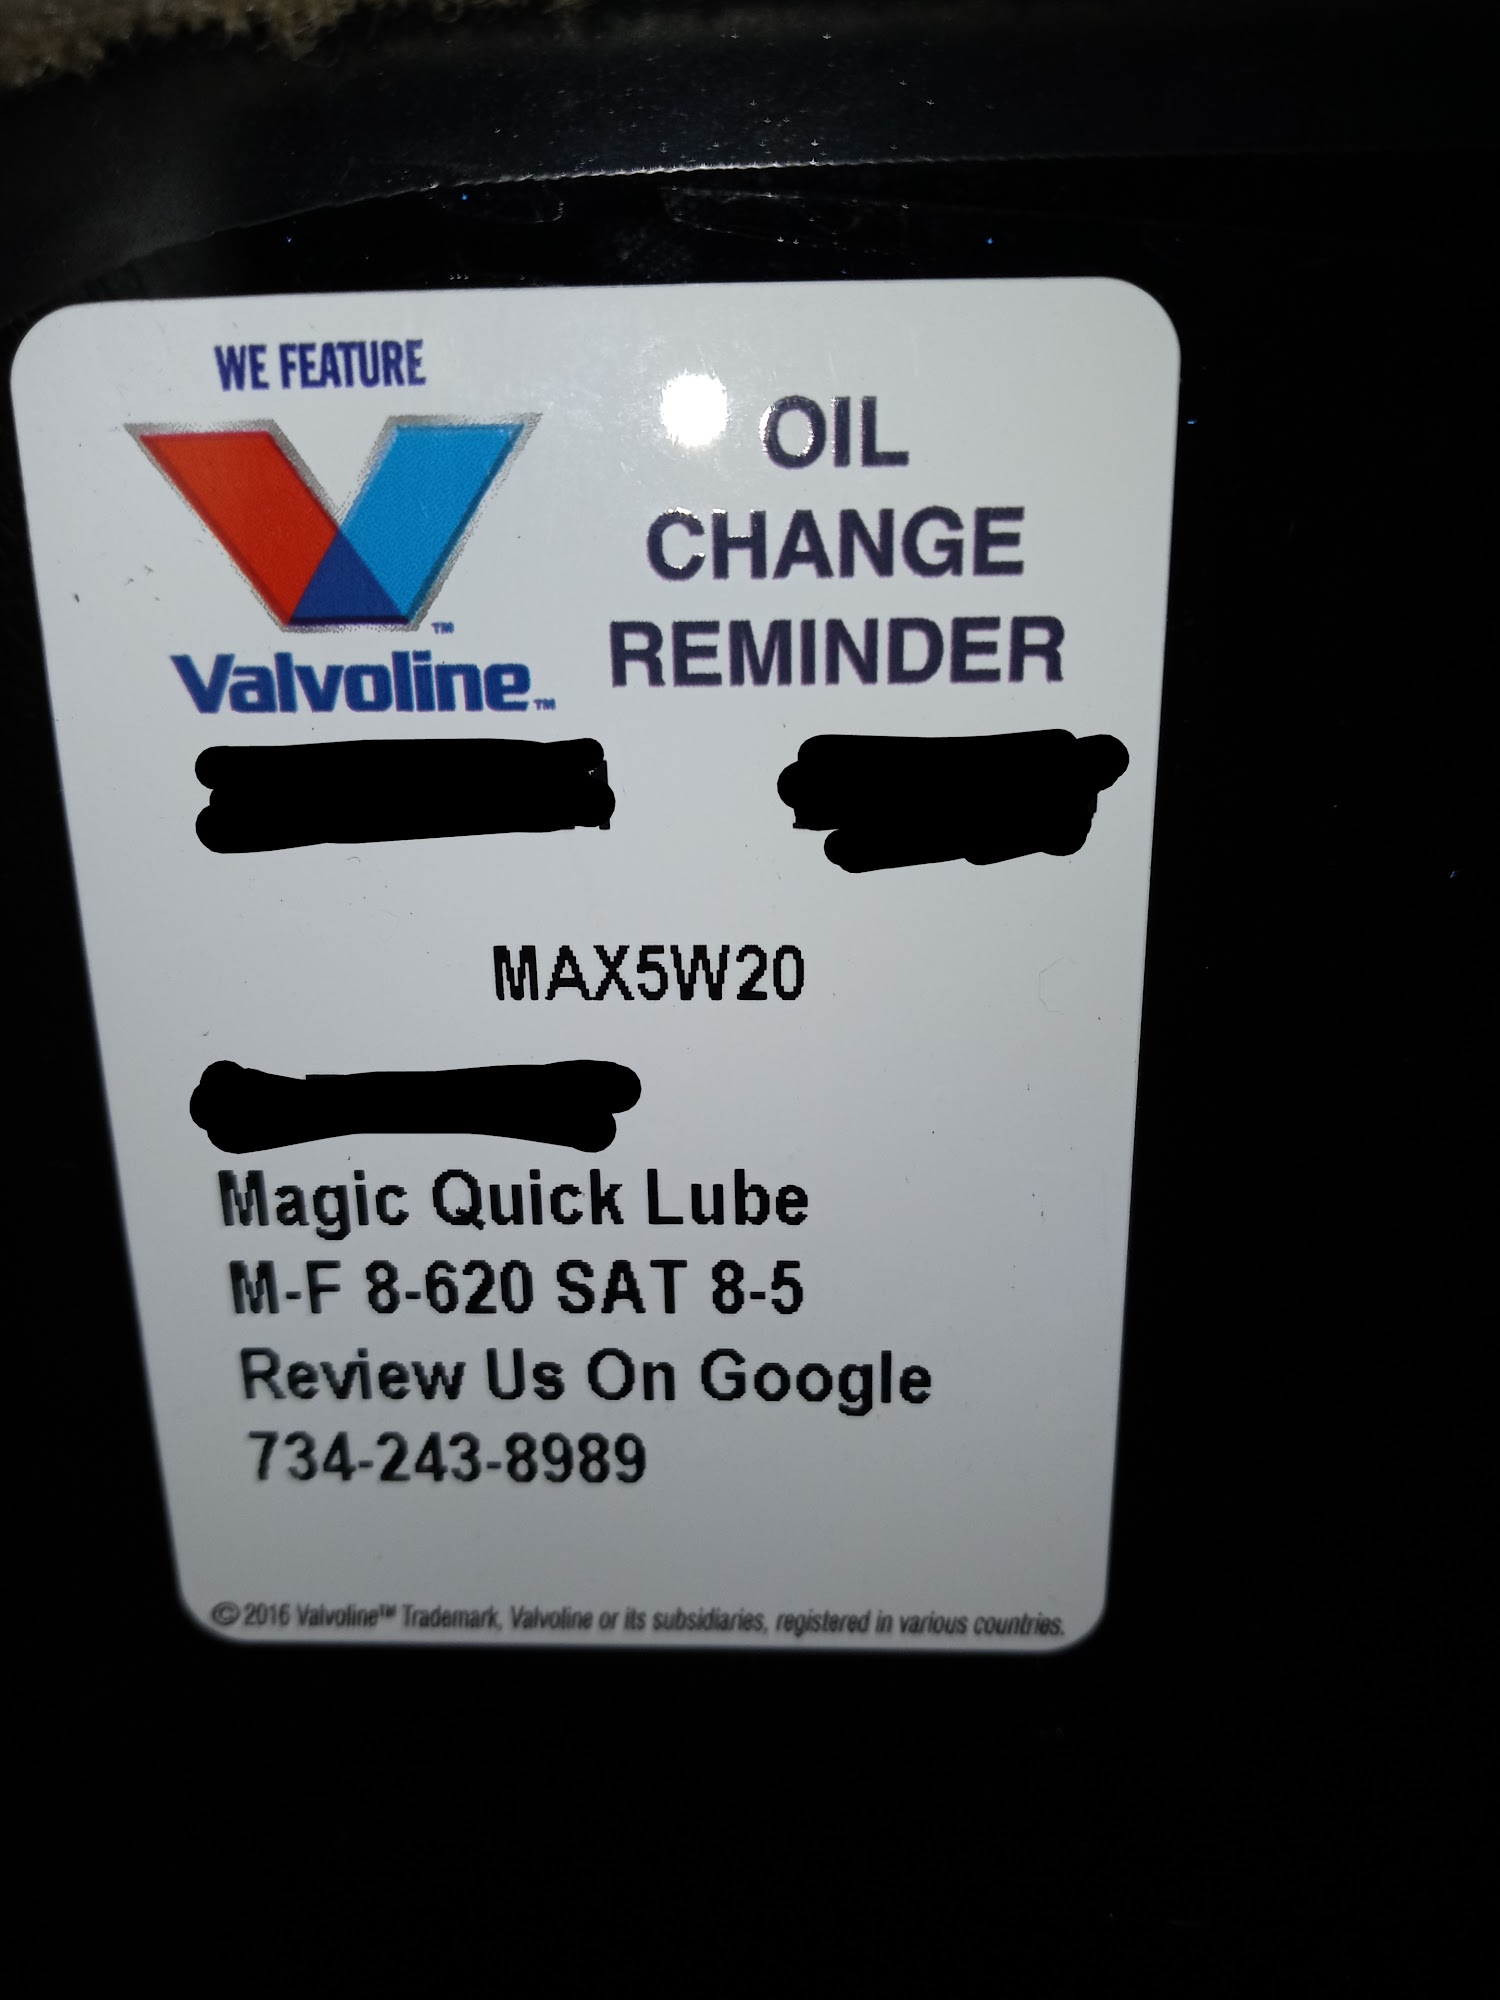 WE FEATURE
Valvoline™
OIL
CHANGE
REMINDER
MAX5W20
Magic Quick Lube
M-F 8-620 SAT 8-5
Review Us On Google
734-243-8989
© 2016 Valvoline™ Trademark, Valvoline or its subsidiaries, registered in various countries.